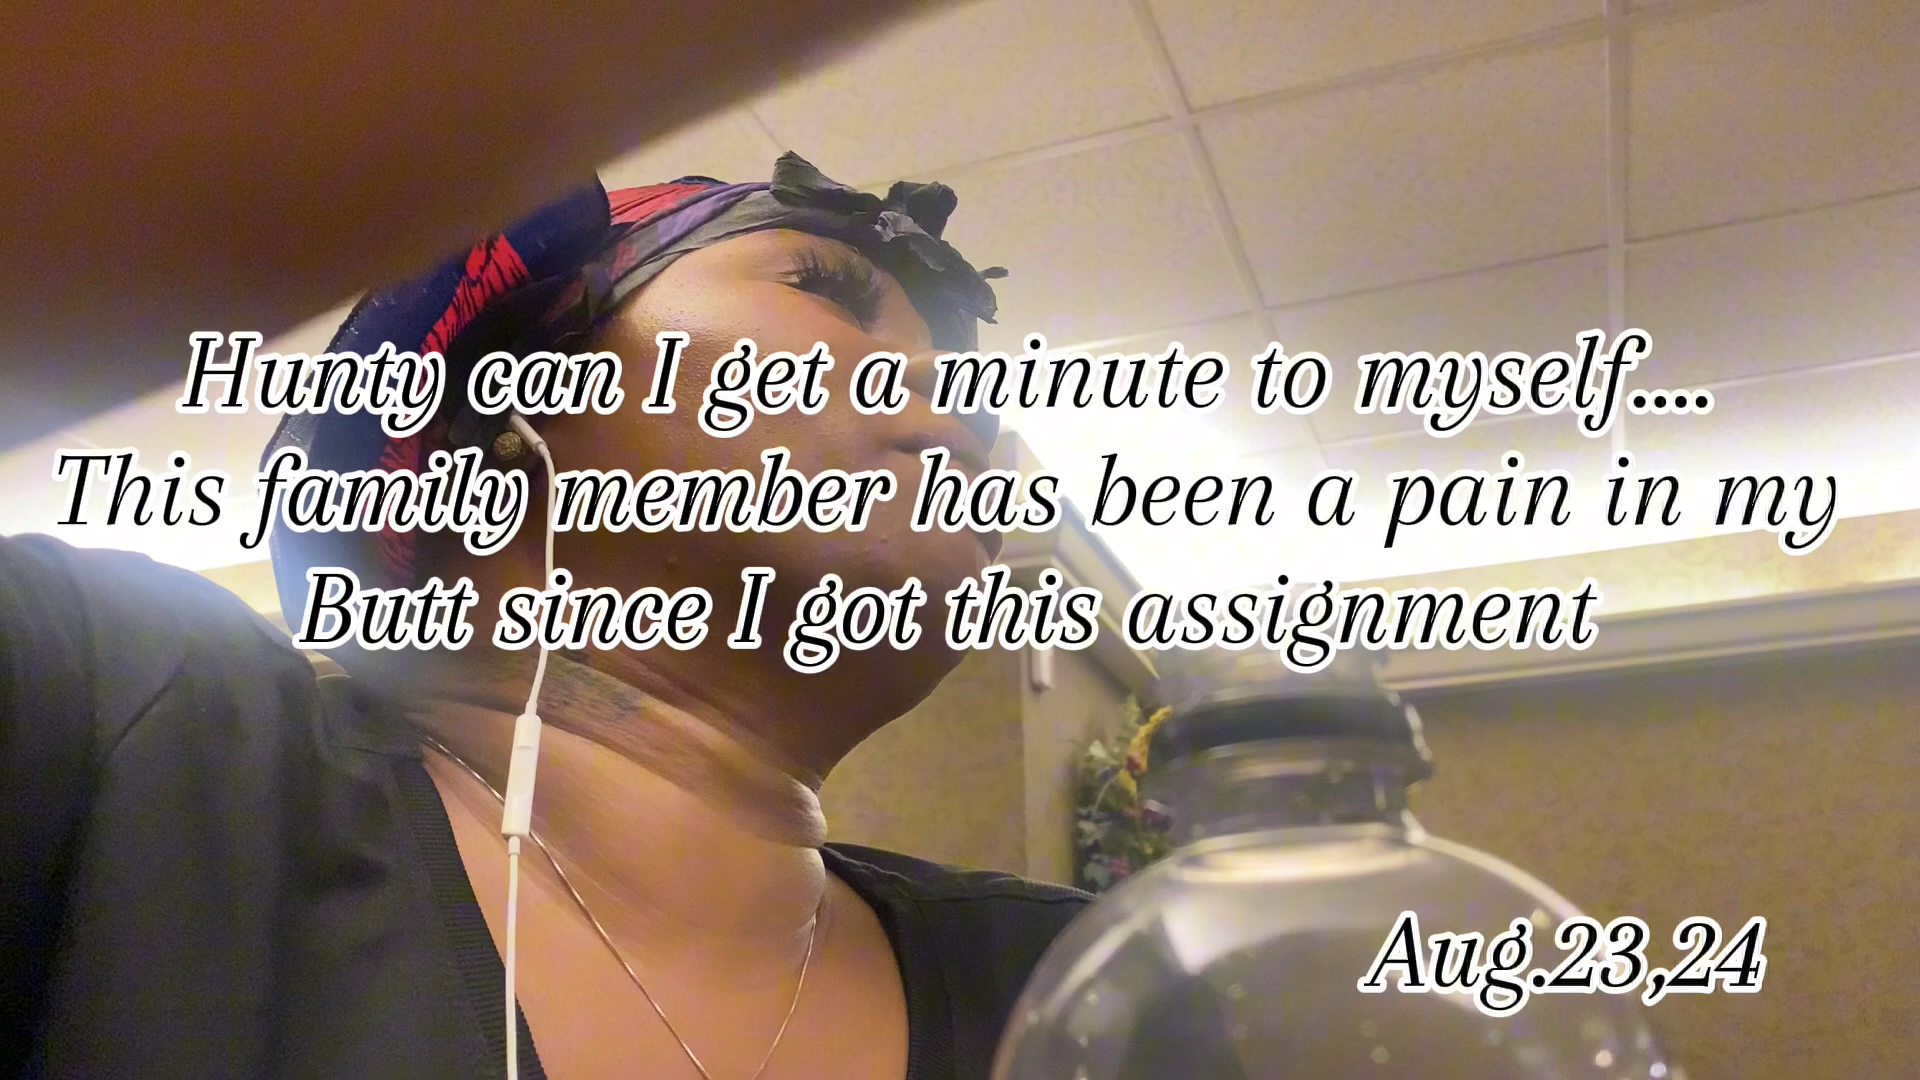 Hunty can I get a minute to myself....
This family member has been a pain in my
Butt since I got this assignment
Aug.23,24